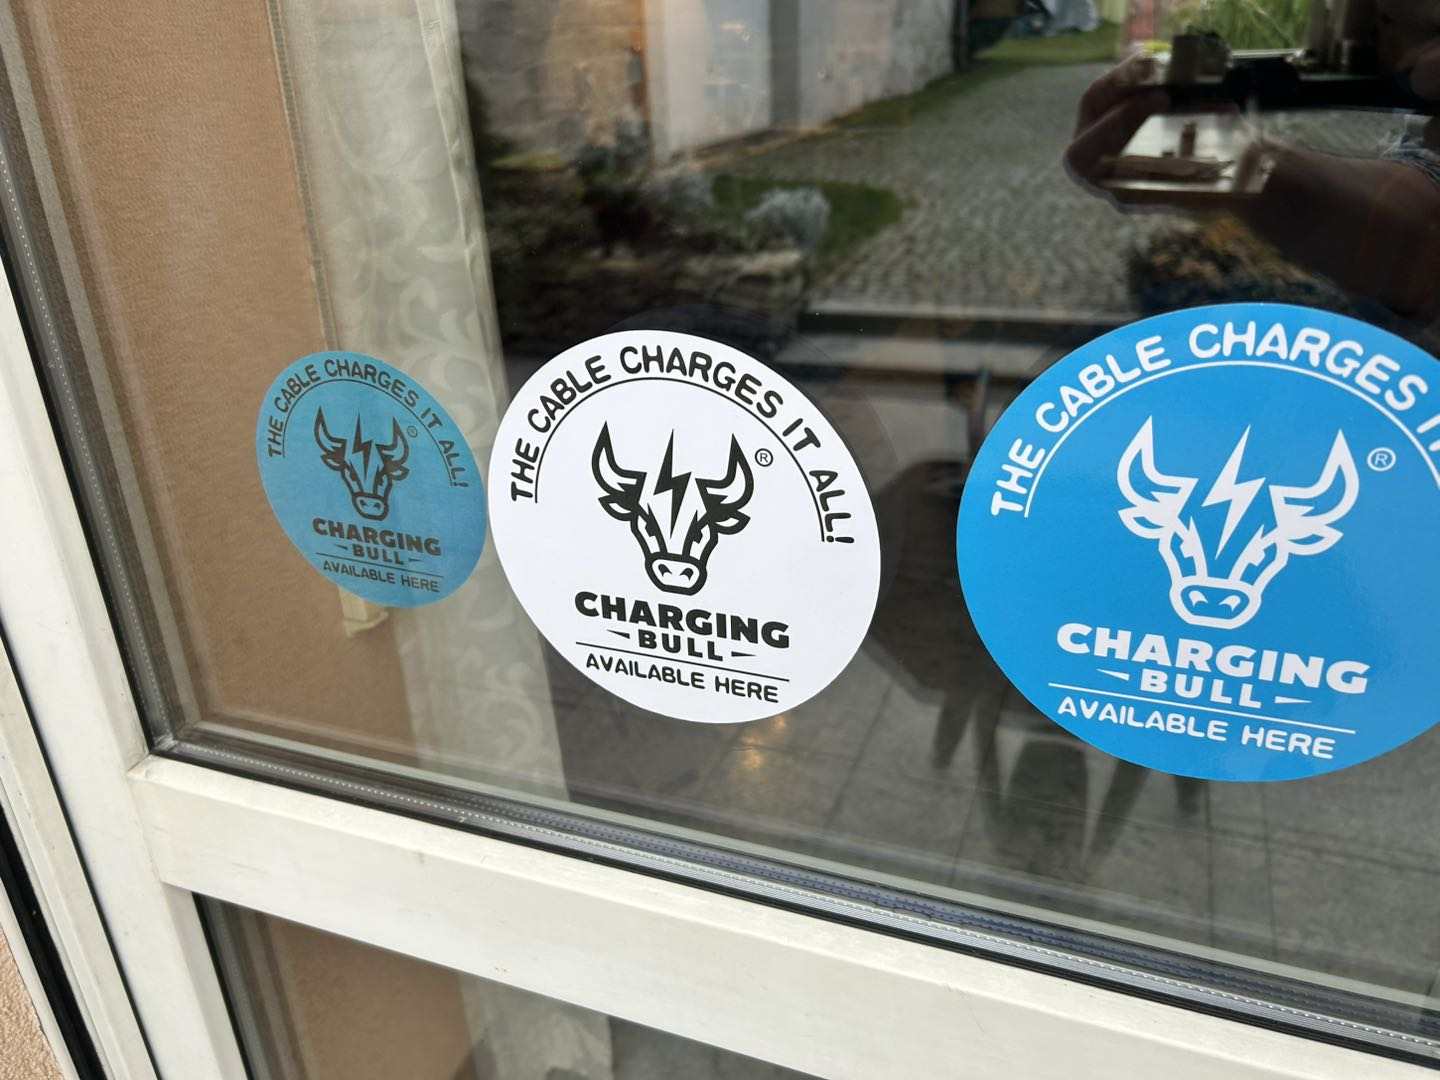 THE CABLE CHARGES IT ALL!
®
CHARGING
BULL
AVAILABLE HERE
THE CABLE CHARGES IT ALL!
®
CHARGING
BULL
AVAILABLE HERE
THE CABLE CHARGES
®
CHARGING
BULL
AVAILABLE HERE